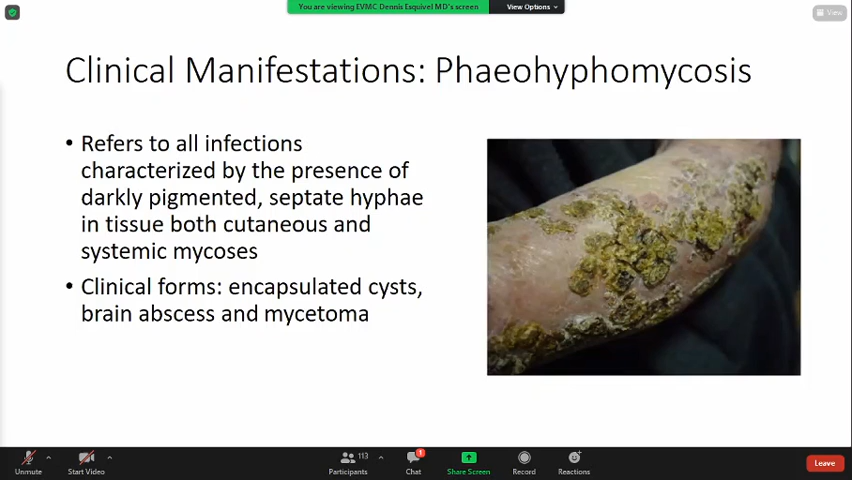 You are viewing EVMC Dennis Esquivel MD's screen
View Options
View
Clinical Manifestations: Phaeohyphomycosis
• Refers to all infections
characterized by the presence of
darkly pigmented, septate hyphae
in tissue both cutaneous and
systemic mycoses
• Clinical forms: encapsulated cysts,
brain abscess and mycetoma
Unmute
Start Video
113
Participants
1
Chat
Share Screen
Record
Reactions
Leave